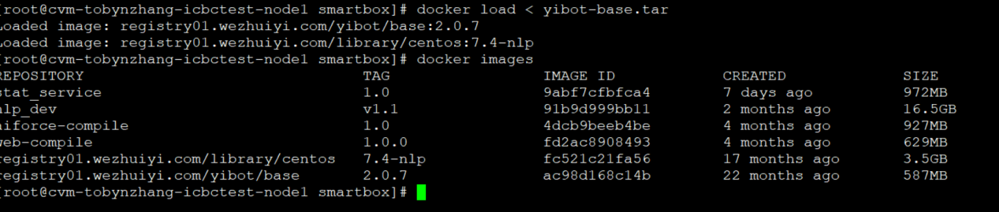 [root@cvm-tobynzhang-icbctest-node1 smartbox]# docker load < yibot-base.tar
Loaded image: registry01.wezhuiyi.com/yibot/base:2.0.7
Loaded image: registry01.wezhuiyi.com/library/centos:7.4-nlp
[root@cvm-tobynzhang-icbctest-node1 smartbox]# docker images
REPOSITORY TAG IMAGE ID CREATED SIZE
stat_service 1.0 9abf7cfbfca4 7 days ago 972MB
nlp_dev v1.1 91b9d999bb11 2 months ago 16.5GB
aiforce-compile 1.0 4dcb9beeb4be 4 months ago 927MB
web-compile 1.0.0 fd2ac8908493 4 months ago 629MB
registry01.wezhuiyi.com/library/centos 7.4-nlp fc521c21fa56 17 months ago 3.5GB
registry01.wezhuiyi.com/yibot/base 2.0.7 ac98d168c14b 22 months ago 587MB
[root@cvm-tobynzhang-icbctest-node1 smartbox]#